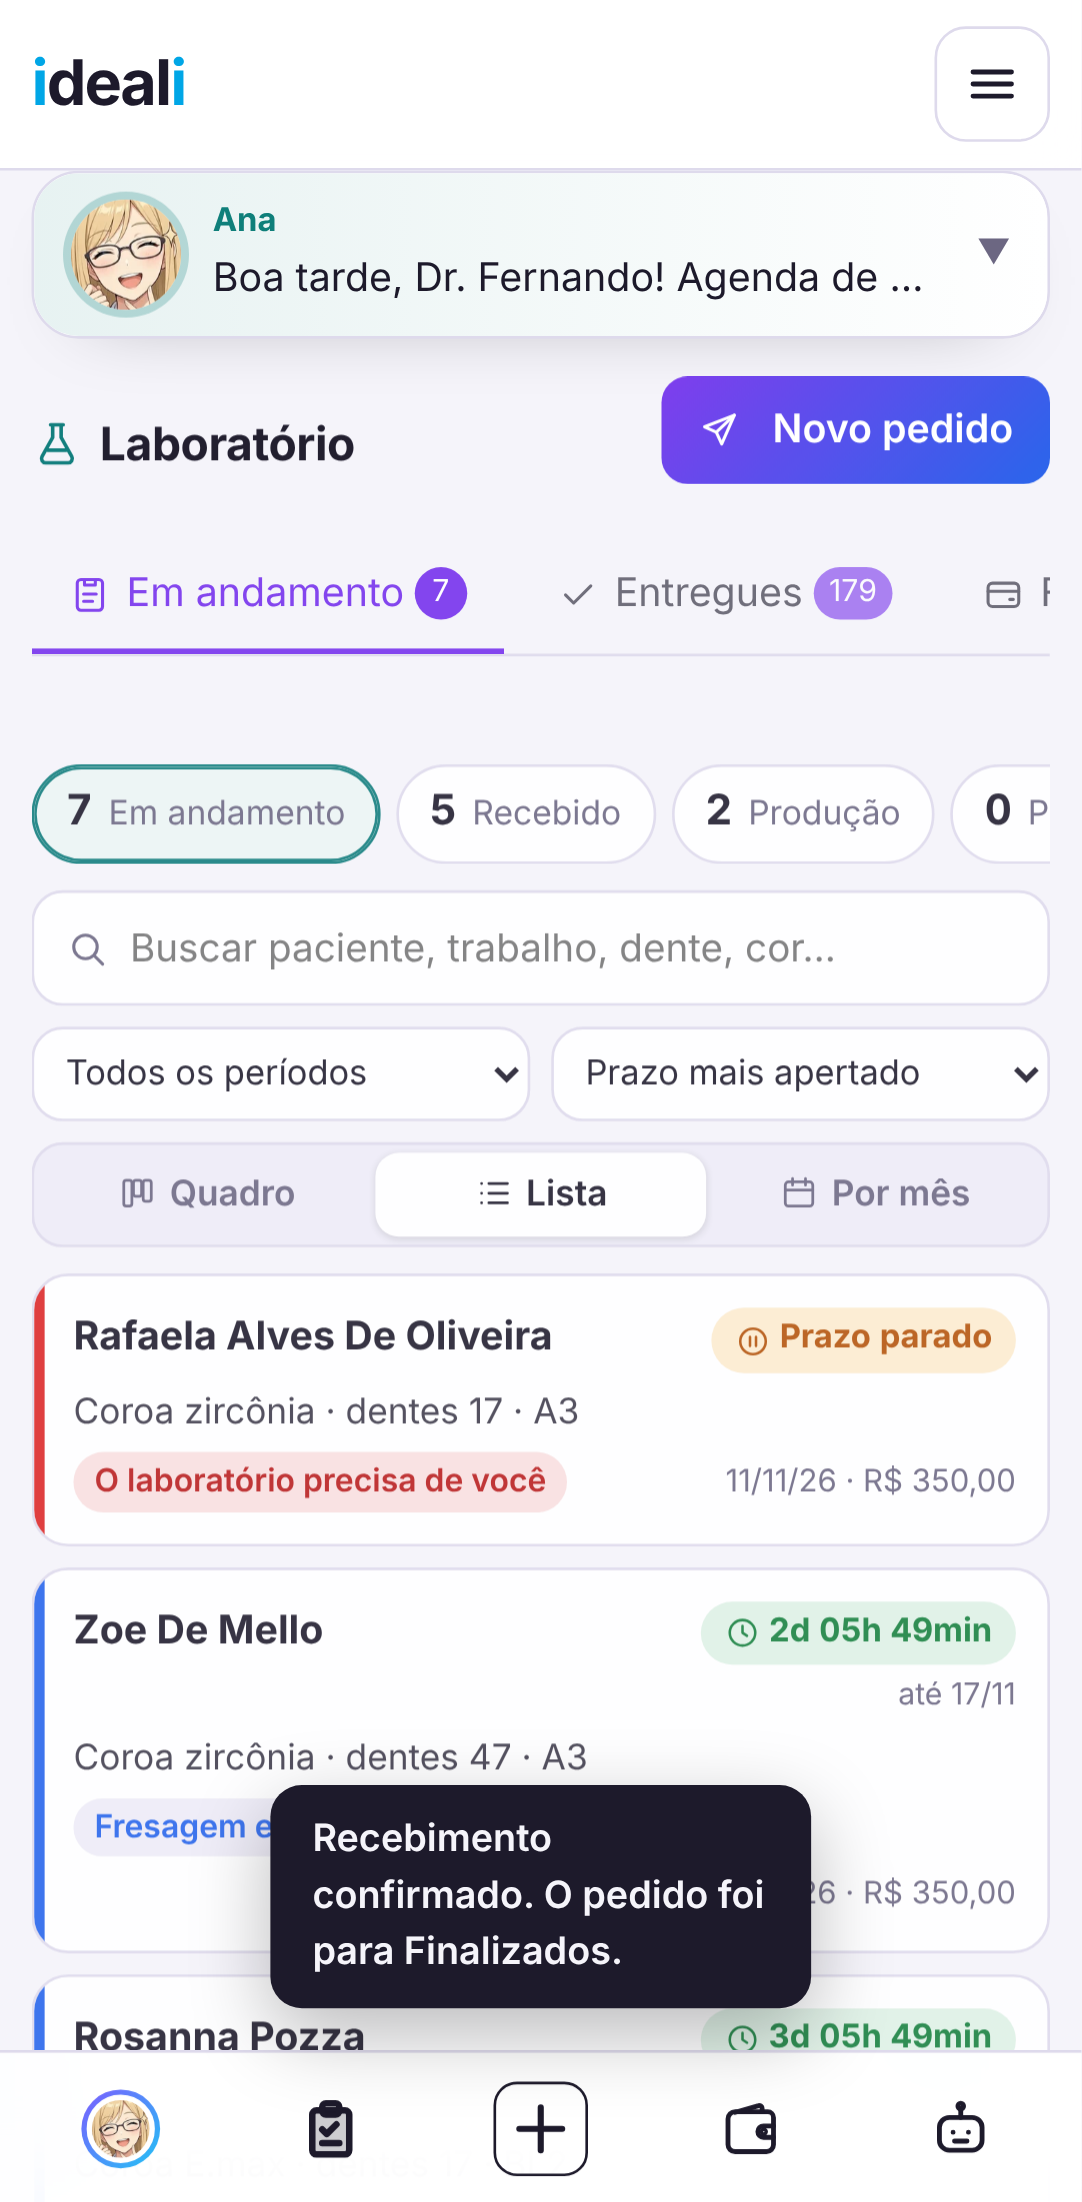 ideali
Ana
Boa tarde, Dr. Fernando! Agenda de ...
Laboratório
Novo pedido
Em andamento 7
Entregues 179
7 Em andamento
5 Recebido
2 Produção
0 P
Buscar paciente, trabalho, dente, cor...
Todos os períodos
Prazo mais apertado
Quadro
Lista
Por mês
Rafaela Alves De Oliveira
Prazo parado
Coroa zircônia · dentes 17 · A3
O laboratório precisa de você
11/11/26 · R$ 350,00
Zoe De Mello
2d 05h 49min
até 17/11
Coroa zircônia · dentes 47 · A3
Fresagem e
26 · R$ 350,00
Recebimento
confirmado. O pedido foi
para Finalizados.
Rosanna Pozza
3d 05h 49min